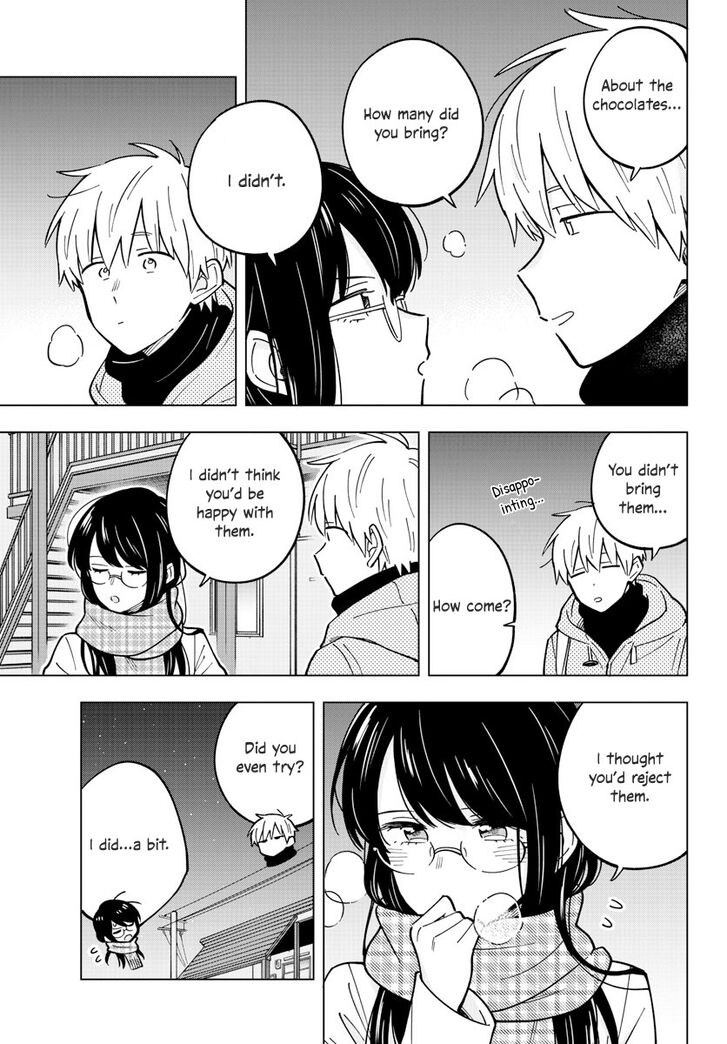 About the
chocolates...
How many did
you bring?
I didn't.
You didn't
bring
them...
Disappo-
inting...
How come?
I didn't think
you'd be
happy with
them.
I thought
you'd reject
them.
Did you
even try?
I did...a bit.